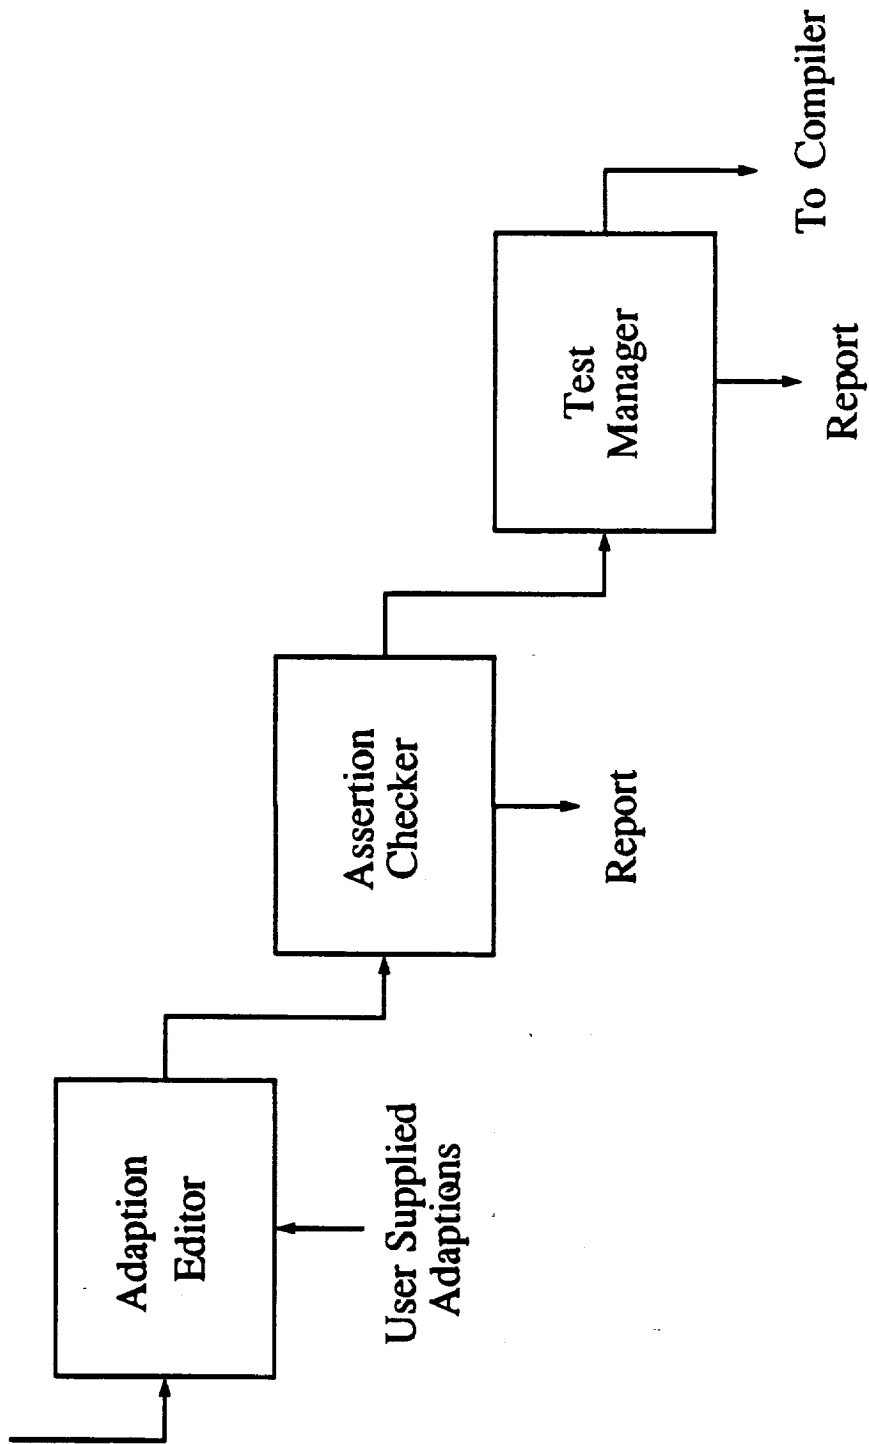 Adaption
Editor
User Supplied
Adaptions
Assertion
Checker
Report
Test
Manager
Report
To Compiler